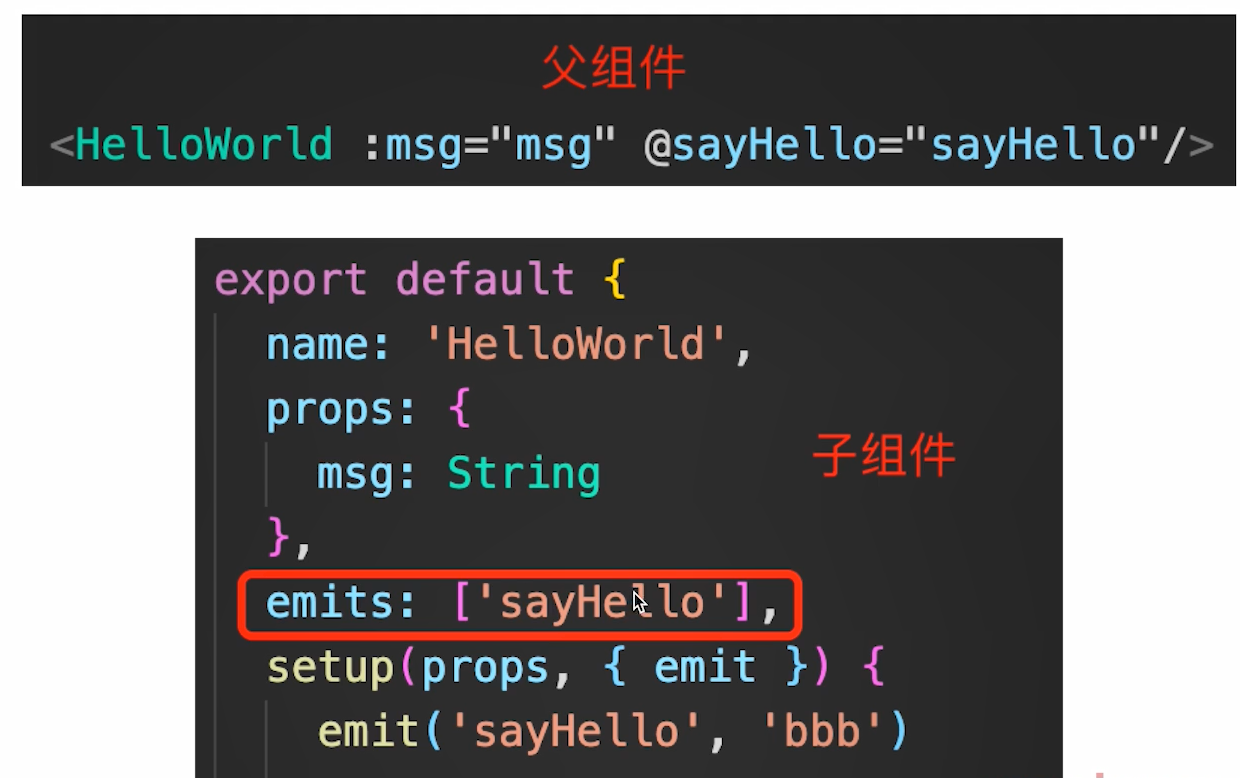 父组件
<HelloWorld :msg="msg" @sayHello="sayHello"/>
export default {
name: 'HelloWorld',
props: {
msg: String
子组件
},
emits: ['sayHello'],
setup(props, { emit }) {
emit('sayHello', 'bbb')